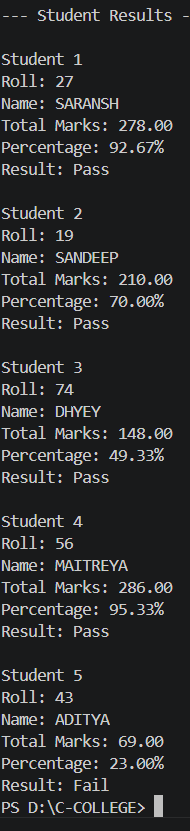 --- Student Results -
Student 1
Roll: 27
Name: SARANSH
Total Marks: 278.00
Percentage: 92.67%
Result: Pass
Student 2
Roll: 19
Name: SANDEEP
Total Marks: 210.00
Percentage: 70.00%
Result: Pass
Student 3
Roll: 74
Name: DHYEY
Total Marks: 148.00
Percentage: 49.33%
Result: Pass
Student 4
Roll: 56
Name: MAITREYA
Total Marks: 286.00
Percentage: 95.33%
Result: Pass
Student 5
Roll: 43
Name: ADITYA
Total Marks: 69.00
Percentage: 23.00%
Result: Fail
PS D:\C-COLLEGE>